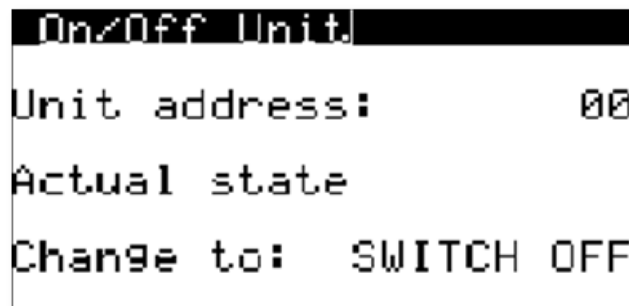 On/Off Unit
Unit address: 00
Actual state
Change to: SWITCH OFF